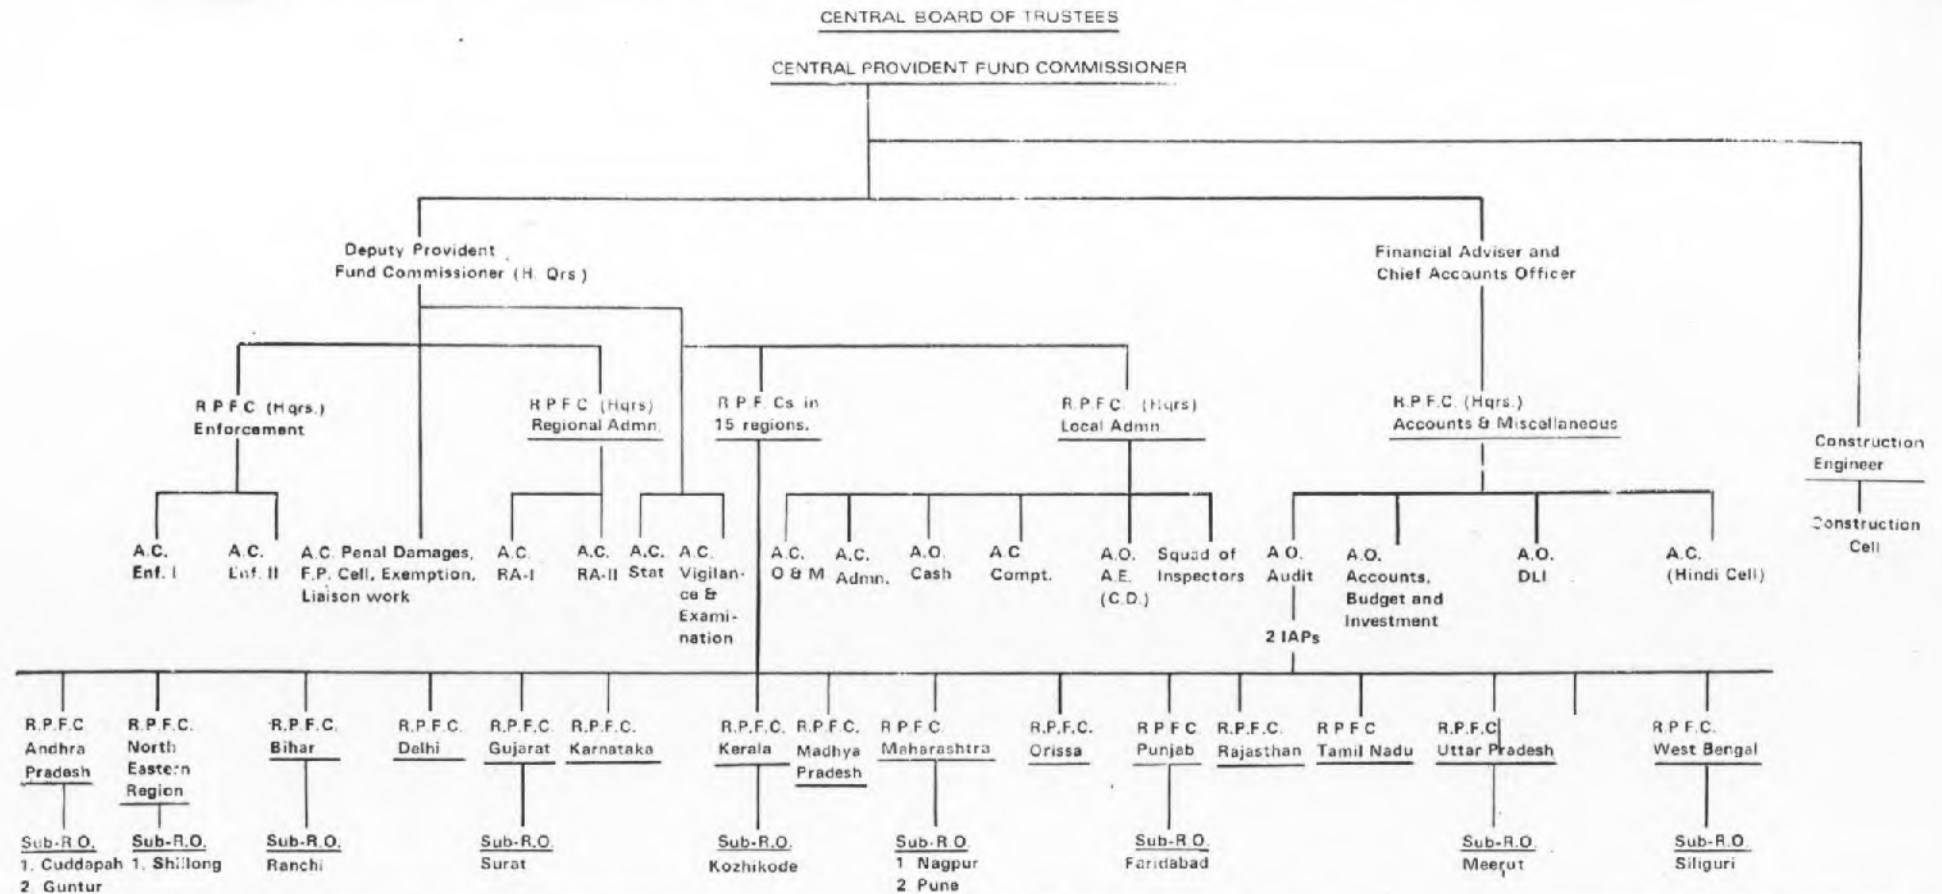 CENTRAL BOARD OF TRUSTEES
CENTRAL PROVIDENT FUND COMMISSIONER
Deputy Provident
Fund Commissioner (H. Qrs)
Financial Adviser and
Chief Accounts Officer
R P F C (Hqrs.)
Enforcement
R P F C (Hqrs)
Regional Admn.
R P.F. Cs in
15 regions.
R.P.F.C. (Hqrs)
Local Admn
R.P.F.C. (Hqrs.)
Accounts & Miscellaneous
Construction
Engineer
Construction
Cell
A.C.
Enf. I
A.C.
Enf. II
A.C. Penal Damages,
F.P. Cell, Exemption,
Liaison work
A.C.
RA-I
A.C.
RA-II
A.C.
Stat
A.C.
Vigilan-
ce &
Exami-
nation
A.C.
O & M
A.C.
Admn.
A.O.
Cash
A C
Compt.
A.O.
A.E.
(C.D.)
Squad of
Inspectors
A O.
Audit
2 IAPs
A.O.
Accounts,
Budget and
Investment
A.O.
DLI
A.C.
(Hindi Cell)
R.P.F.C
Andhra
Pradesh
Sub-R O.
1. Cuddapah
2. Guntur
R.P.F.C.
North
Eastern
Region
Sub-R.O.
1. Shillong
R.P.F.C.
Bihar
Sub-R.O.
Ranchi
R.P.F.C.
Delhi
R.P.F.C.
Gujarat
Sub-R.O.
Surat
R.P.F.C.
Karnataka
R.P.F.C.
Kerala
Sub-R.O.
Kozhikode
R.P.F.C.
Madhya
Pradesh
R P F C
Maharashtra
Sub-R.O.
1 Nagpur
2 Pune
R.P.F.C.
Orissa
R P F C
Punjab
Sub-R.O.
Faridabad
R.P.F.C.
Rajasthan
R P F C
Tamil Nadu
R.P.F.C
Uttar Pradesh
Sub-R.O.
Meerut
R P F C.
West Bengal
Sub-R.O.
Siliguri